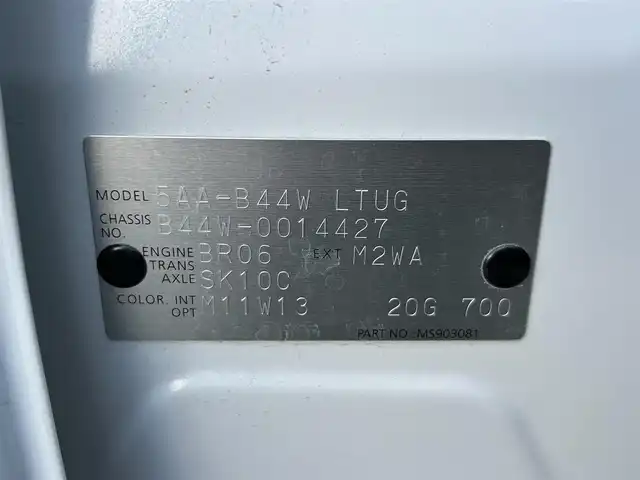 MODEL 5AA-B44W LTUG
CHASSIS NO. B44W-0014427
ENGINE BR06 EXT M2WA
TRANS AXLE SK10C
COLOR. INT OPT M11W13 20G 700
PART NO : MS903081